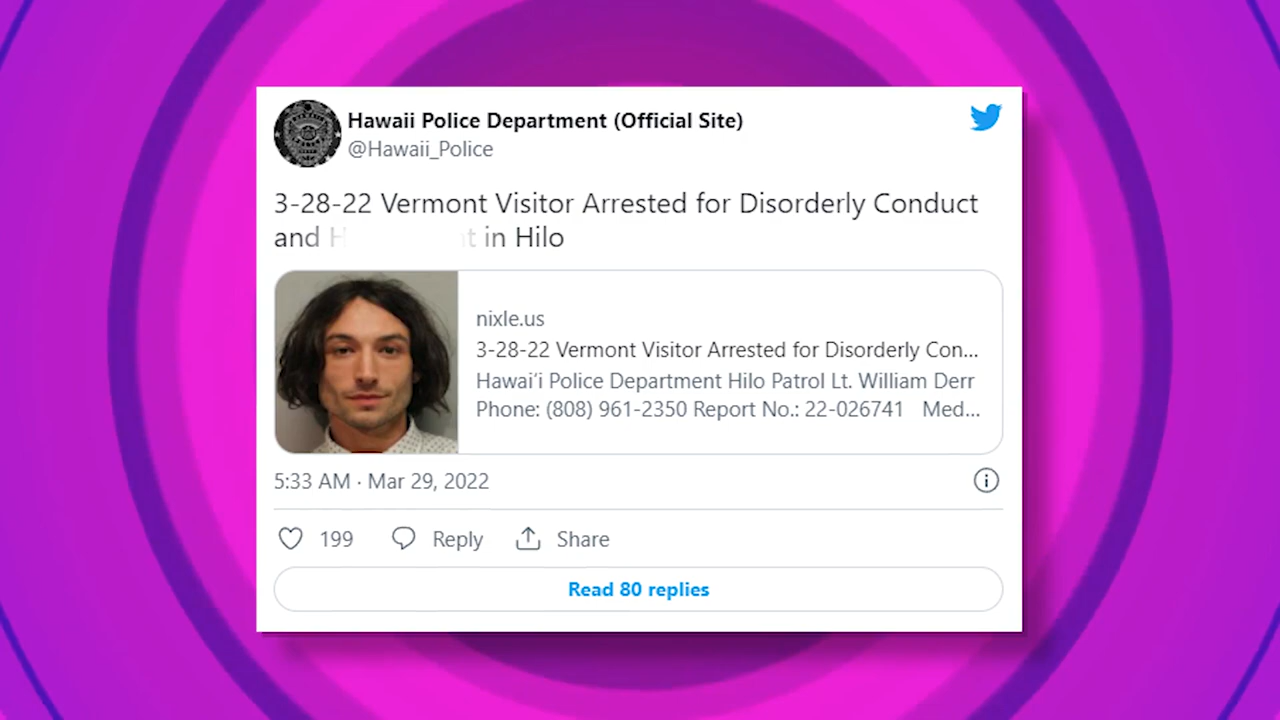 Hawaii Police Department (Official Site)
@Hawaii_Police
3-28-22 Vermont Visitor Arrested for Disorderly Conduct
and in Hilo
nixle.us
3-28-22 Vermont Visitor Arrested for Disorderly Con...
Hawai‘i Police Department Hilo Patrol Lt. William Derr
Phone: (808) 961-2350 Report No.: 22-026741 Med...
5:33 AM · Mar 29, 2022
199 Reply Share
Read 80 replies